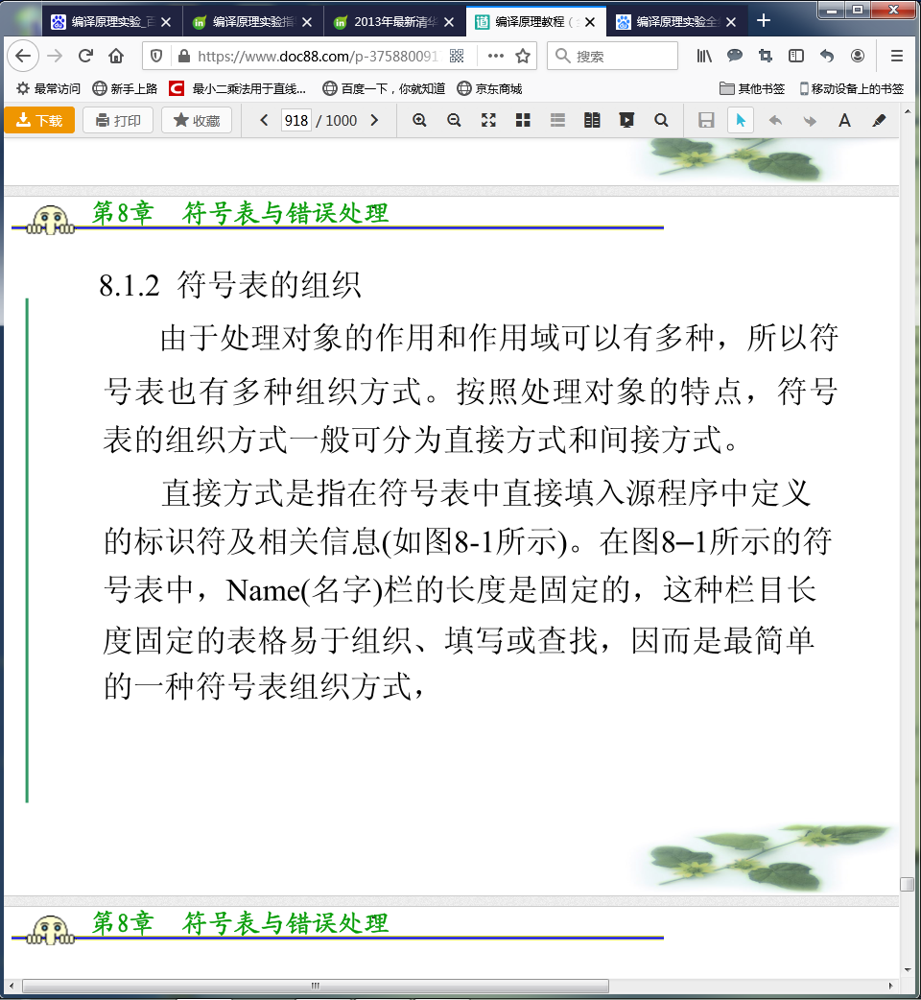 编译原理实验_百
编译原理实验指
2013年最新清华
编译原理教程（
编译原理实验全
https://www.doc88.com/p-37588009
搜索
最常访问
新手上路
最小二乘法用于直线...
百度一下，你就知道
京东商城
其他书签
移动设备上的书签
下载
打印
收藏
918 / 1000
第8章 符号表与错误处理
8.1.2 符号表的组织
由于处理对象的作用和作用域可以有多种，所以符
号表也有多种组织方式。按照处理对象的特点，符号
表的组织方式一般可分为直接方式和间接方式。
直接方式是指在符号表中直接填入源程序中定义
的标识符及相关信息(如图8-1所示)。在图8–1所示的符
号表中，Name(名字)栏的长度是固定的，这种栏目长
度固定的表格易于组织、填写或查找，因而是最简单
的一种符号表组织方式，
第8章 符号表与错误处理